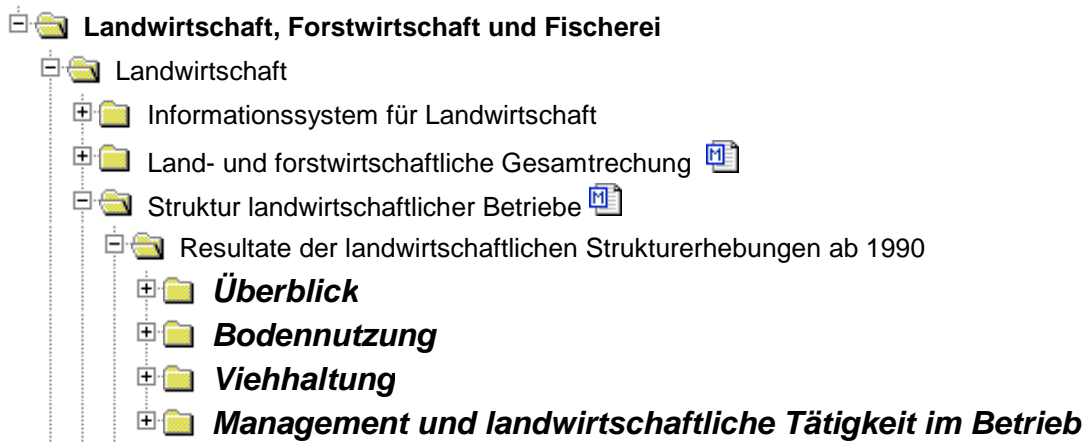 Landwirtschaft, Forstwirtschaft und Fischerei
Landwirtschaft
Informationssystem für Landwirtschaft
Land- und forstwirtschaftliche Gesamtrechung M
Struktur landwirtschaftlicher Betriebe M
Resultate der landwirtschaftlichen Strukturerhebungen ab 1990
Überblick
Bodennutzung
Viehhaltung
Management und landwirtschaftliche Tätigkeit im Betrieb